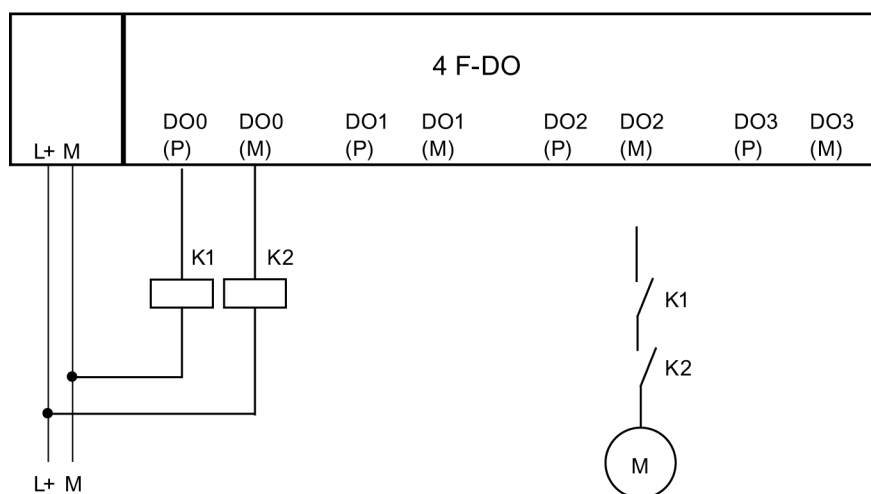 4 F-DO
DO0 DO0 DO1 DO1 DO2 DO2 DO3 DO3
L+ M (P) (M) (P) (M) (P) (M) (P) (M)
K1 K2
K1
K2
M
L+ M